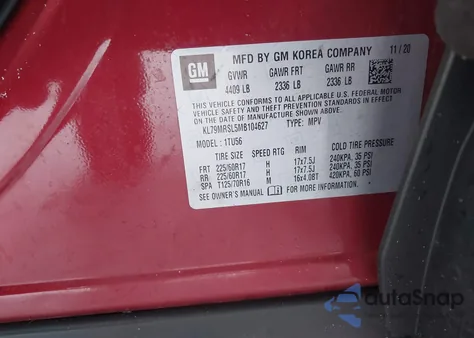 GM
MFD BY GM KOREA COMPANY 11/20
GVWR GAWR FRT GAWR RR
4409 LB 2336 LB 2336 LB
THIS VEHICLE CONFORMS TO ALL APPLICABLE U.S. FEDERAL MOTOR
VEHICLE SAFETY, BUMPER, AND THEFT PREVENTION STANDARDS IN
EFFECT ON THE DATE OF MANUFACTURE SHOWN ABOVE.
KL79MRSL5MB104627 TYPE: MPV
MODEL: 1TU56
TIRE SIZE SPEED RTG RIM COLD TIRE PRESSURE
FRT 225/60R17 H 17x7.5J 240KPA, 35 PSI
RR 225/60R17 H 17x7.5J 240KPA, 35 PSI
SPA T125/70R16 M 16x4.0BT 420KPA, 60 PSI
SEE OWNER'S MANUAL FOR MORE INFORMATION.
autoSnap